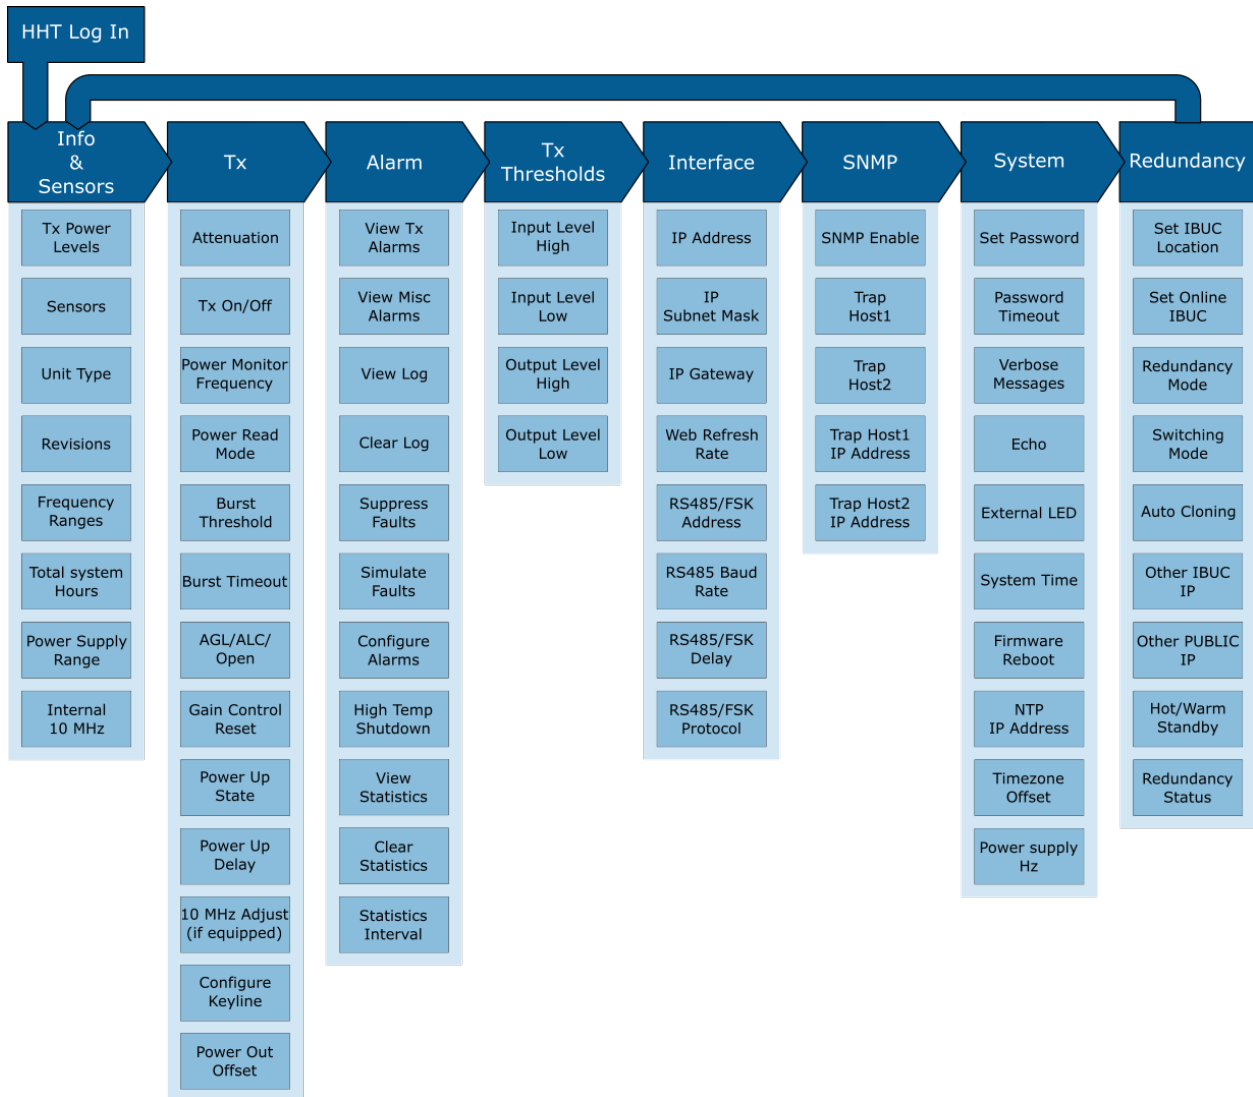 HHT Log In
Info
&
Sensors
Tx
Alarm
Tx
Thresholds
Interface
SNMP
System
Redundancy
Tx Power
Levels
Sensors
Unit Type
Revisions
Frequency
Ranges
Total system
Hours
Power Supply
Range
Internal
10 MHz
Attenuation
Tx On/Off
Power Monitor
Frequency
Power Read
Mode
Burst
Threshold
Burst Timeout
AGL/ALC/
Open
Gain Control
Reset
Power Up
State
Power Up
Delay
10 MHz Adjust
(if equipped)
Configure
Keyline
Power Out
Offset
View Tx
Alarms
View Misc
Alarms
View Log
Clear Log
Suppress
Faults
Simulate
Faults
Configure
Alarms
High Temp
Shutdown
View
Statistics
Clear
Statistics
Statistics
Interval
Input Level
High
Input Level
Low
Output Level
High
Output Level
Low
IP Address
IP
Subnet Mask
IP Gateway
Web Refresh
Rate
RS485/FSK
Address
RS485 Baud
Rate
RS485/FSK
Delay
RS485/FSK
Protocol
SNMP Enable
Trap
Host1
Trap
Host2
Trap Host1
IP Address
Trap Host2
IP Address
Set Password
Password
Timeout
Verbose
Messages
Echo
External LED
System Time
Firmware
Reboot
NTP
IP Address
Timezone
Offset
Power supply
Hz
Set IBUC
Location
Set Online
IBUC
Redundancy
Mode
Switching
Mode
Auto Cloning
Other IBUC
IP
Other PUBLIC
IP
Hot/Warm
Standby
Redundancy
Status